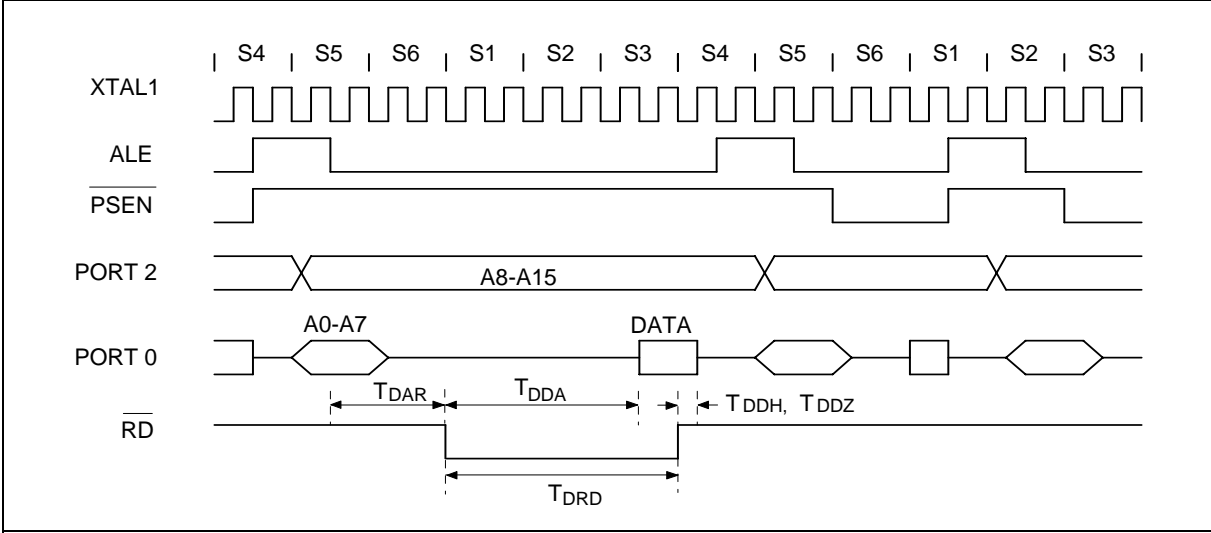 S4 S5 S6 S1 S2 S3 S4 S5 S6 S1 S2 S3
XTAL1
ALE
PSEN
PORT 2
A8-A15
A0-A7 DATA
PORT 0
TDAR TDDA TDDH, TDDZ
RD
TDRD